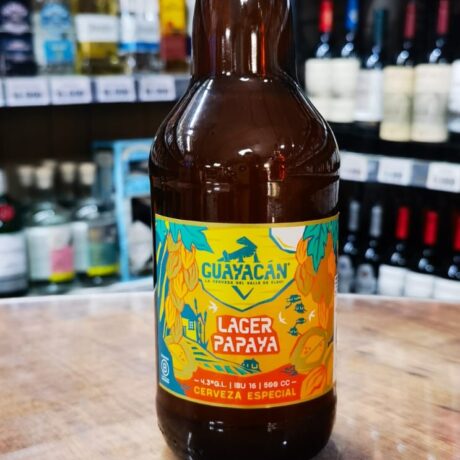 GUAYACÁN
LA CERVEZA DEL VALLE DE ELQUI
LAGER
PAPAYA
4.3°G.L. | IBU 16 | 500 CC
CERVEZA ESPECIAL